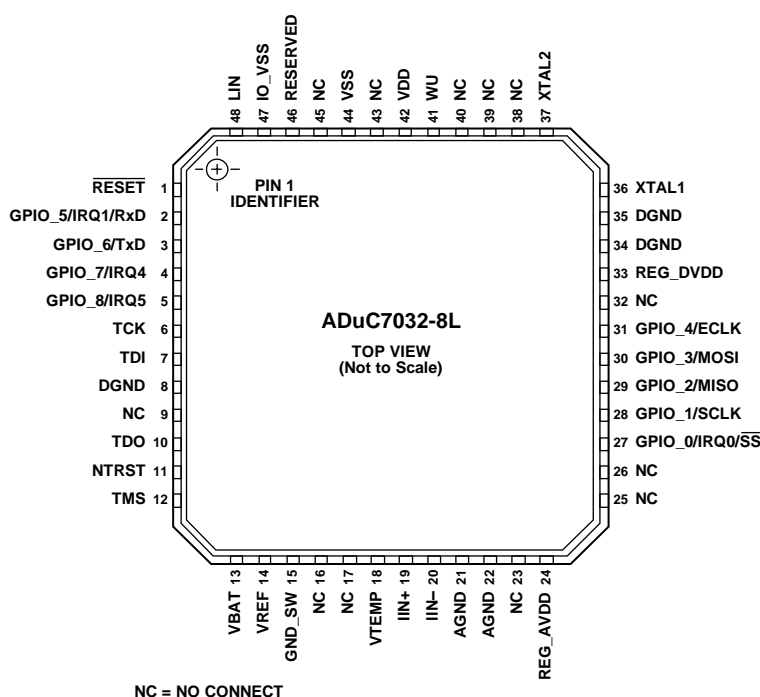 48 LIN
47 IO_VSS
46 RESERVED
45 NC
44 VSS
43 NC
42 VDD
41 WU
40 NC
39 NC
38 NC
37 XTAL2
RESET 1
GPIO_5/IRQ1/RxD 2
GPIO_6/TxD 3
GPIO_7/IRQ4 4
GPIO_8/IRQ5 5
TCK 6
TDI 7
DGND 8
NC 9
TDO 10
NTRST 11
TMS 12
PIN 1
IDENTIFIER
ADuC7032-8L
TOP VIEW
(Not to Scale)
36 XTAL1
35 DGND
34 DGND
33 REG_DVDD
32 NC
31 GPIO_4/ECLK
30 GPIO_3/MOSI
29 GPIO_2/MISO
28 GPIO_1/SCLK
27 GPIO_0/IRQ0/SS
26 NC
25 NC
VBAT 13
VREF 14
GND_SW 15
NC 16
NC 17
VTEMP 18
IIN+ 19
IIN– 20
AGND 21
AGND 22
NC 23
REG_AVDD 24
NC = NO CONNECT